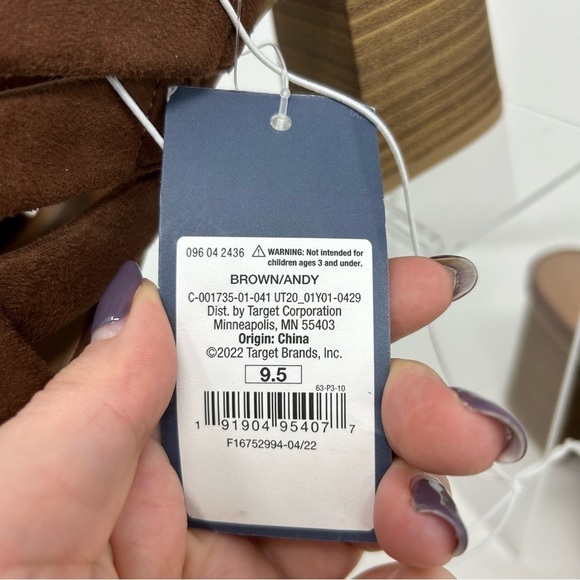 096 04 2436 ⚠ WARNING: Not intended for
children ages 3 and under.
BROWN/ANDY
C-001735-01-041 UT20_01Y01-0429
Dist. by Target Corporation
Minneapolis, MN 55403
Origin: China
©2022 Target Brands, Inc.
9.5
63-P3-10
1 91904 95407 7
F16752994-04/22